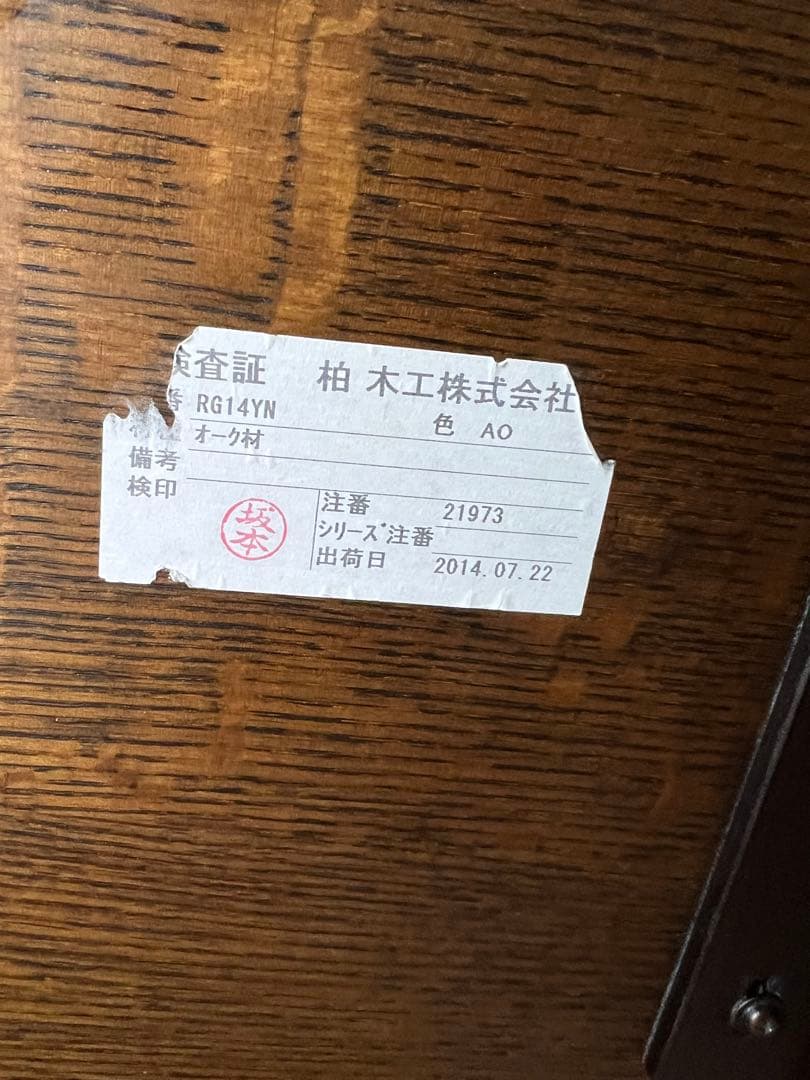 検査証 柏木工株式会社
番 RG14YN 色 AO
オーク材
備考
検印
坂本
注番 21973
シリーズ注番
出荷日 2014.07.22